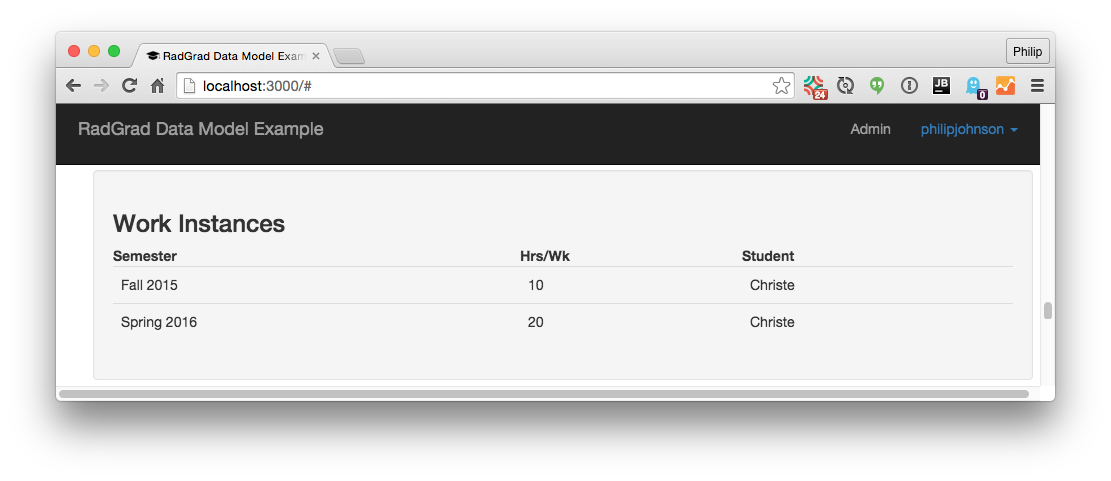 RadGrad Data Model Exam
Philip
localhost:3000/#
24
JB
0
RadGrad Data Model Example Admin philipjohnson
Work Instances
Semester Hrs/Wk Student
Fall 2015 10 Christe
Spring 2016 20 Christe